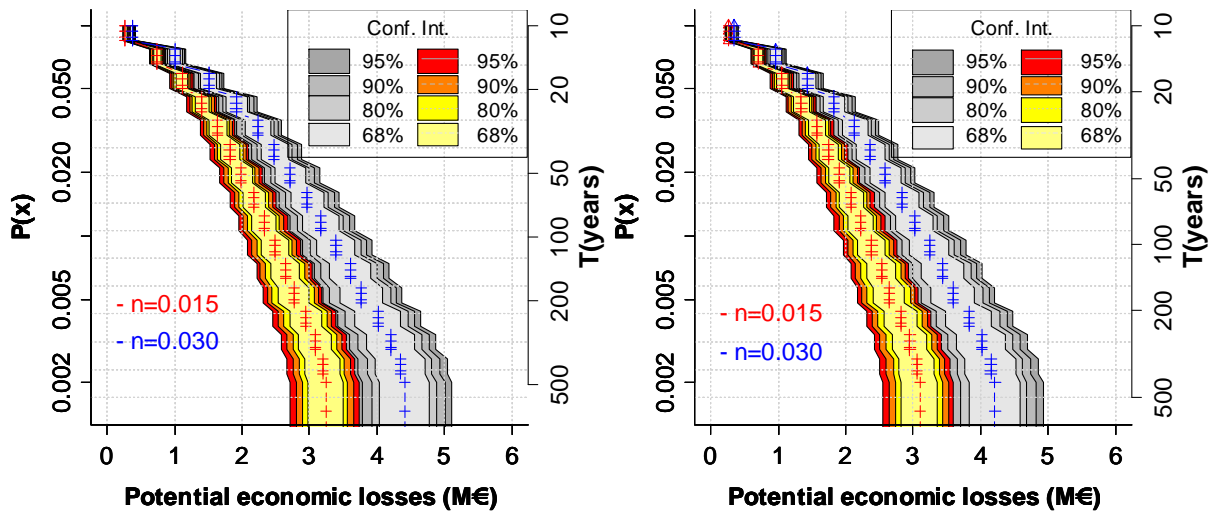 Conf. Int.
95% 95%
90% 90%
80% 80%
68% 68%
P(x)
0.050
0.020
0.005
0.002
T(years)
10
20
50
100
200
500
- n=0.015
- n=0.030
0 1 2 3 4 5 6
Potential economic losses (M€)
Conf. Int.
95% 95%
90% 90%
80% 80%
68% 68%
P(x)
0.050
0.020
0.005
0.002
T(years)
10
20
50
100
200
500
- n=0.015
- n=0.030
0 1 2 3 4 5 6
Potential economic losses (M€)